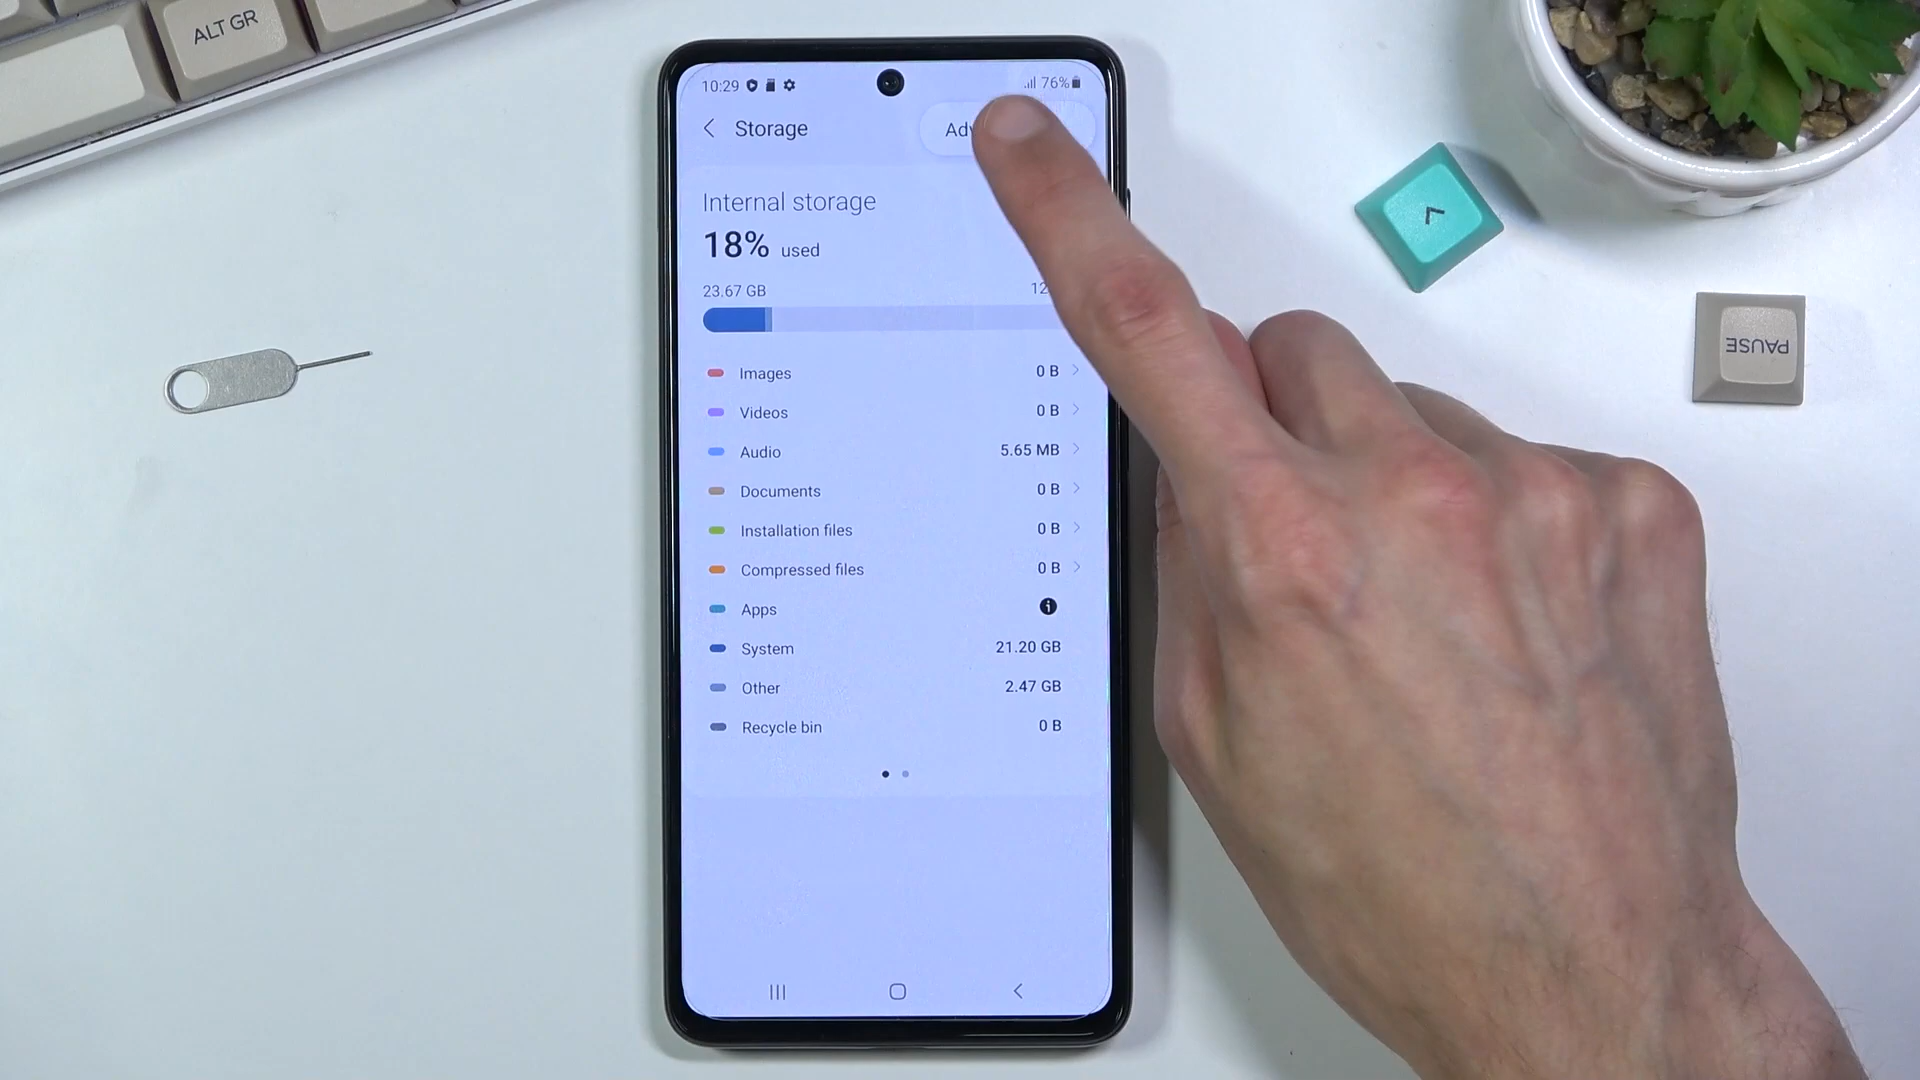 ALT GR
10:29 76%
Storage
Internal storage
18% used
23.67 GB
Images 0 B
Videos 0 B
Audio 5.65 MB
Documents 0 B
Installation files 0 B
Compressed files 0 B
Apps
System 21.20 GB
Other 2.47 GB
Recycle bin 0 B
PAUSE